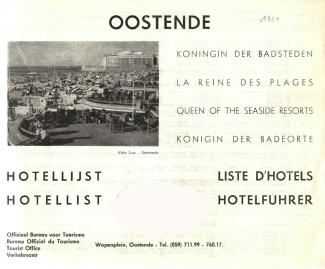 OOSTENDE
KONINGIN DER BADSTEDEN
LA REINE DES PLAGES
QUEEN OF THE SEASIDE RESORTS
KÖNIGIN DER BADEORTE
HOTELLIJST LISTE D'HOTELS
HOTELLIST HOTELFÜHRER
Officieel Bureau voor Toerisme
Bureau Officiel du Tourisme
Tourist Office
Verkehrsamt
Wapenplein, Oostende - Tel. (059) 711.99 - 760.17.